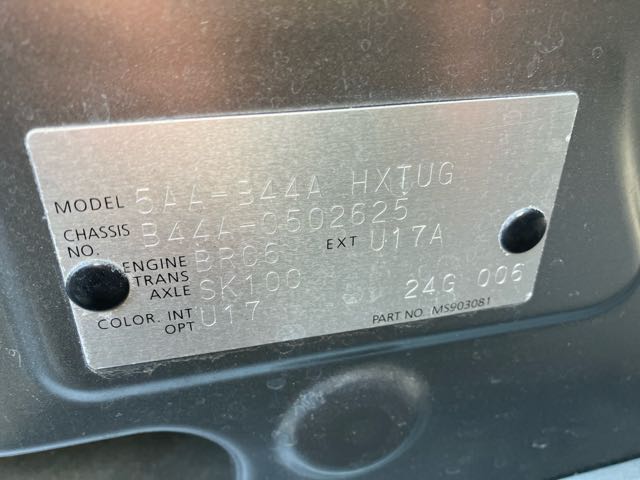 MODEL 5AA-B44A HXTUG
CHASSIS NO. B44A-0502625
ENGINE BR06 EXT U17A
TRANS AXLE SK100
COLOR. INT U17 24G 006
OPT PART NO. MS903081